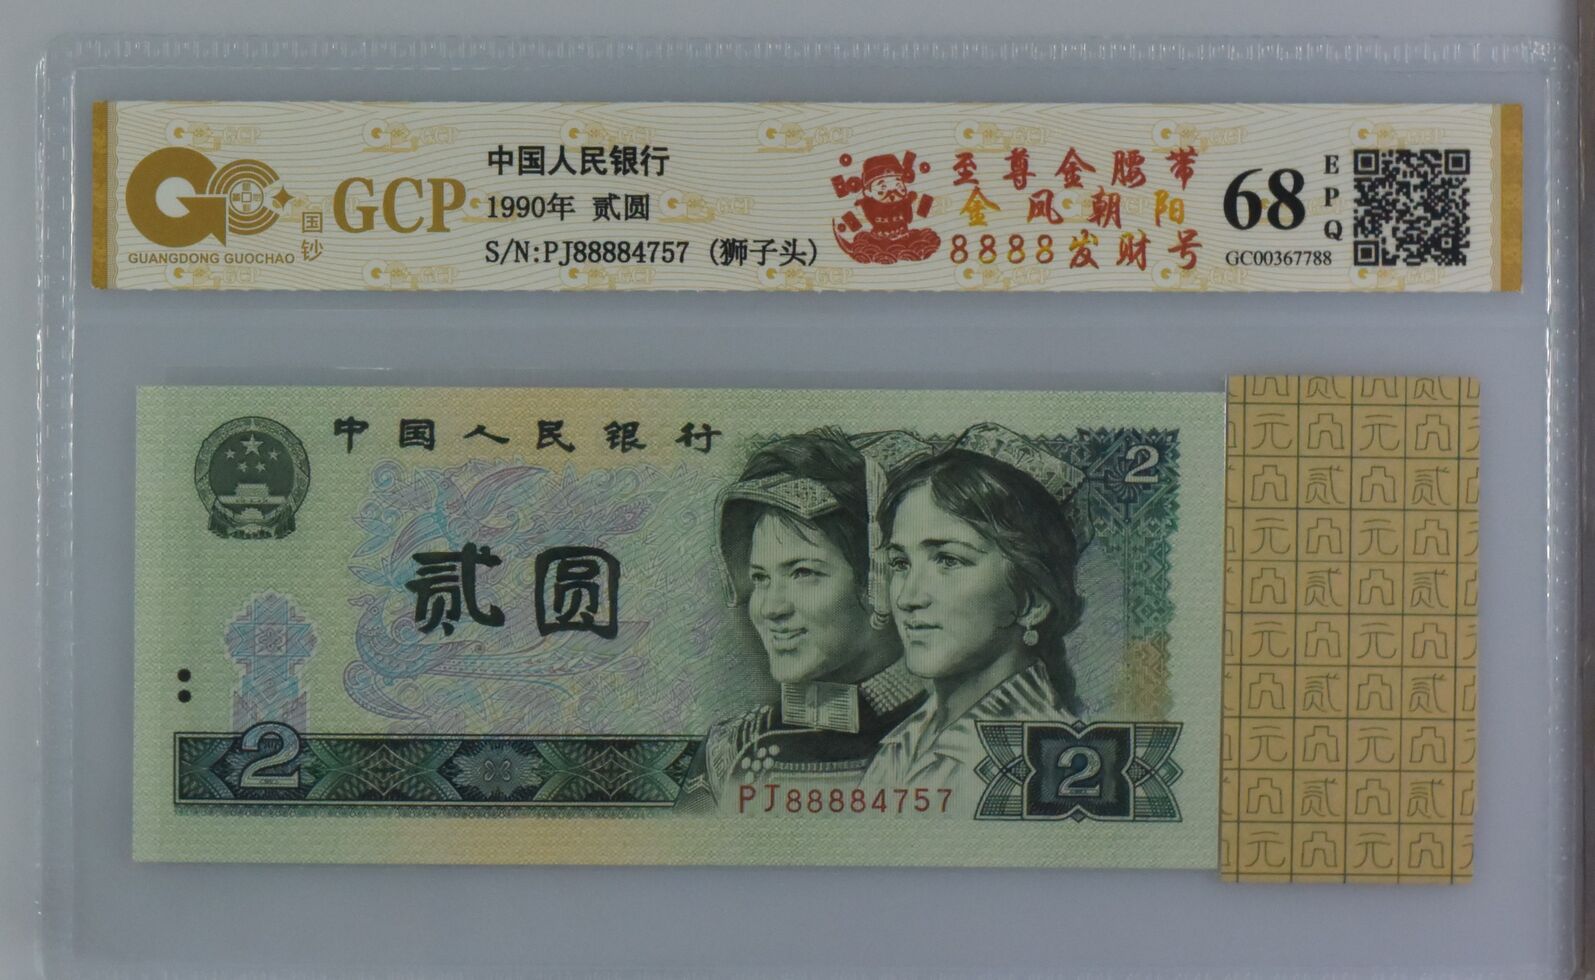 GCP
国
钞
GUANGDONG GUOCHAO
中国人民银行
1990年 贰圆
S/N:PJ88884757 (狮子头)
至尊金腰带
金凤朝阳
8888发财号
68
EPQ
GC00367788
中国人民银行
贰圆
2
2
2
PJ88884757